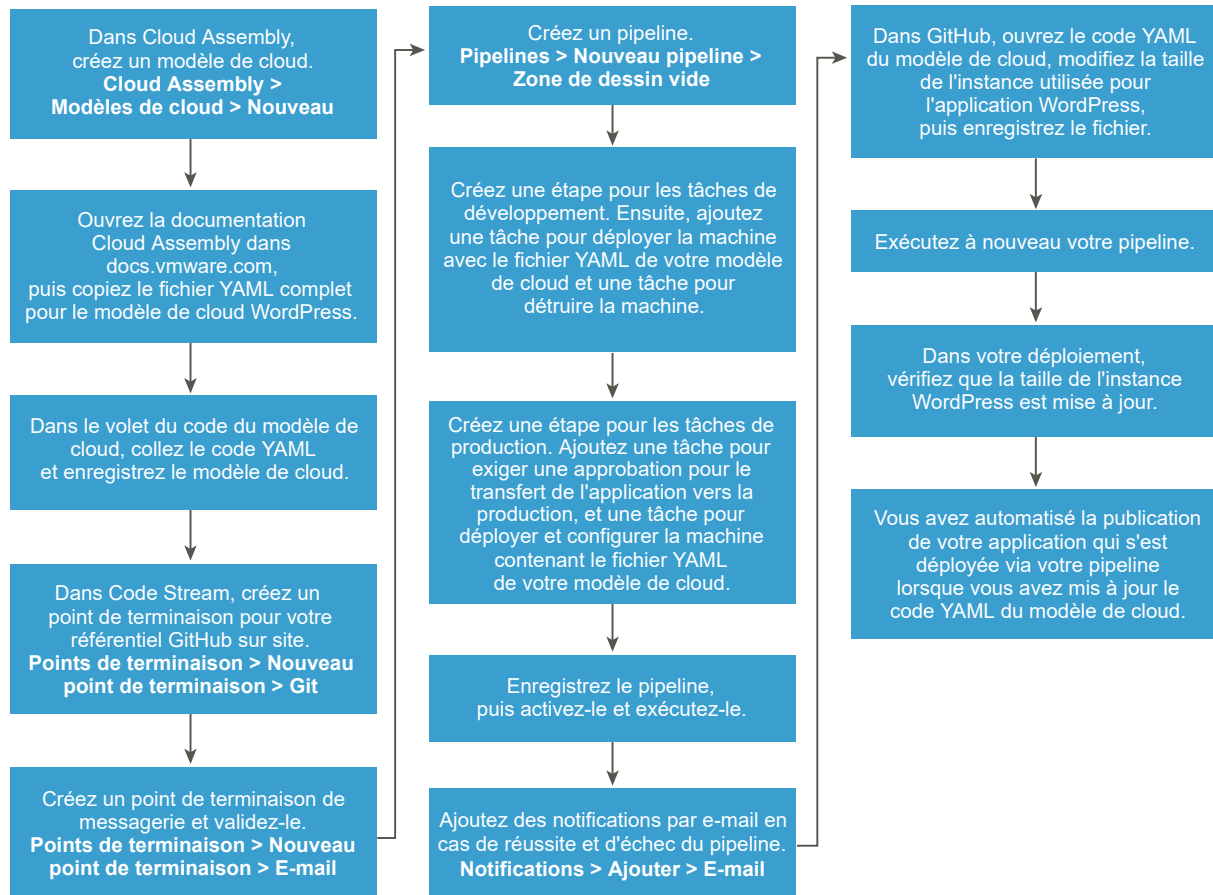 Dans Cloud Assembly,
créez un modèle de cloud.
Cloud Assembly >
Modèles de cloud > Nouveau
Ouvrez la documentation
Cloud Assembly dans
docs.vmware.com,
puis copiez le fichier YAML complet
pour le modèle de cloud WordPress.
Dans le volet du code du modèle de
cloud, collez le code YAML
et enregistrez le modèle de cloud.
Dans Code Stream, créez un
point de terminaison pour votre
référentiel GitHub sur site.
Points de terminaison > Nouveau
point de terminaison > Git
Créez un point de terminaison de
messagerie et validez-le.
Points de terminaison > Nouveau
point de terminaison > E-mail
Créez un pipeline.
Pipelines > Nouveau pipeline >
Zone de dessin vide
Créez une étape pour les tâches de
développement. Ensuite, ajoutez
une tâche pour déployer la machine
avec le fichier YAML de votre modèle
de cloud et une tâche pour
détruire la machine.
Créez une étape pour les tâches de
production. Ajoutez une tâche pour
exiger une approbation pour le
transfert de l'application vers la
production, et une tâche pour
déployer et configurer la machine
contenant le fichier YAML
de votre modèle de cloud.
Enregistrez le pipeline,
puis activez-le et exécutez-le.
Ajoutez des notifications par e-mail en
cas de réussite et d'échec du pipeline.
Notifications > Ajouter > E-mail
Dans GitHub, ouvrez le code YAML
du modèle de cloud, modifiez la taille
de l'instance utilisée pour
l'application WordPress,
puis enregistrez le fichier.
Exécutez à nouveau votre pipeline.
Dans votre déploiement,
vérifiez que la taille de l'instance
WordPress est mise à jour.
Vous avez automatisé la publication
de votre application qui s'est
déployée via votre pipeline
lorsque vous avez mis à jour le
code YAML du modèle de cloud.